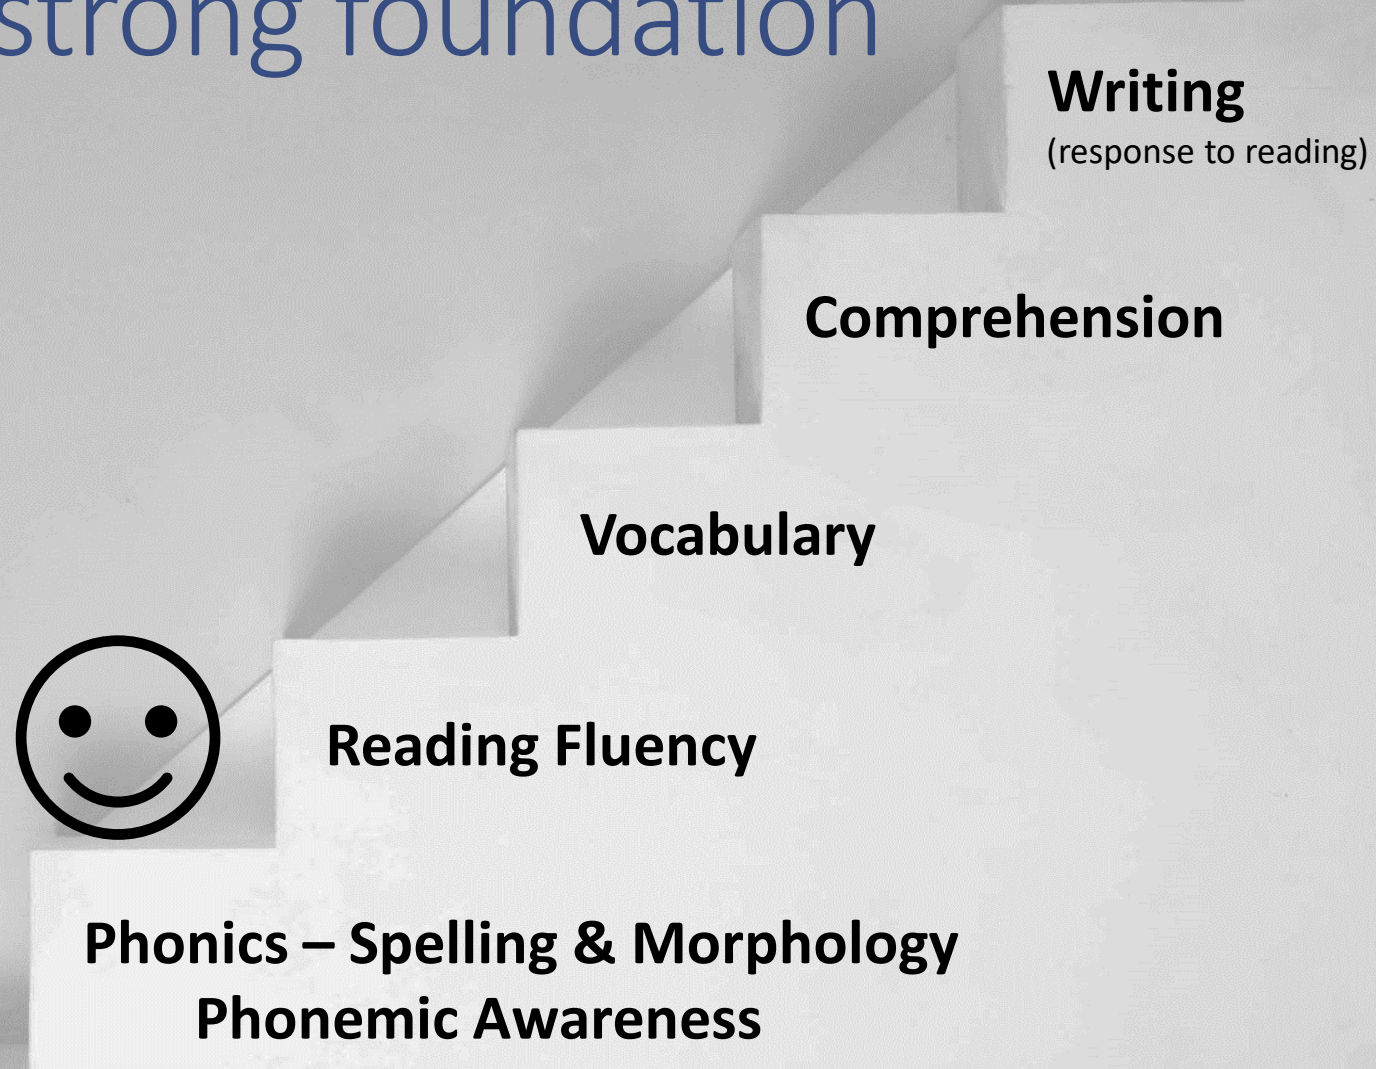 strong foundation
Writing
(response to reading)
Comprehension
Vocabulary
Reading Fluency
Phonics – Spelling & Morphology
Phonemic Awareness